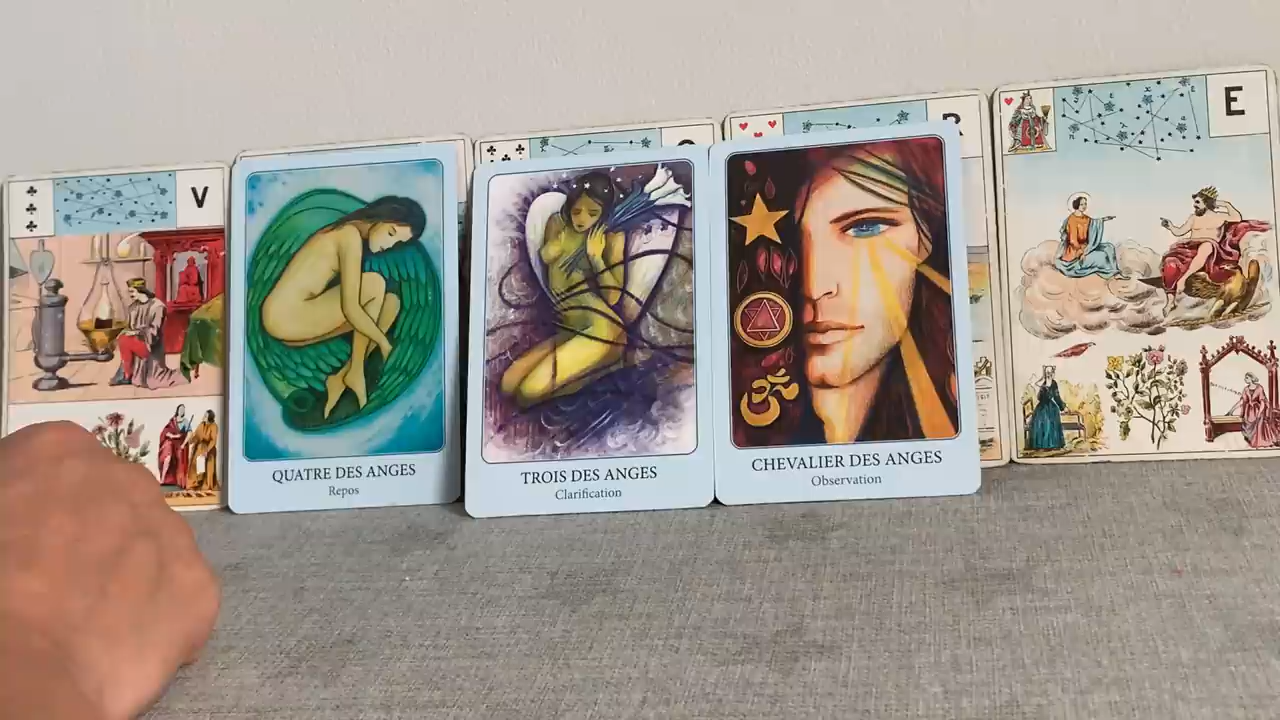 V
R
E
QUATRE DES ANGES
Repos
TROIS DES ANGES
Clarification
CHEVALIER DES ANGES
Observation